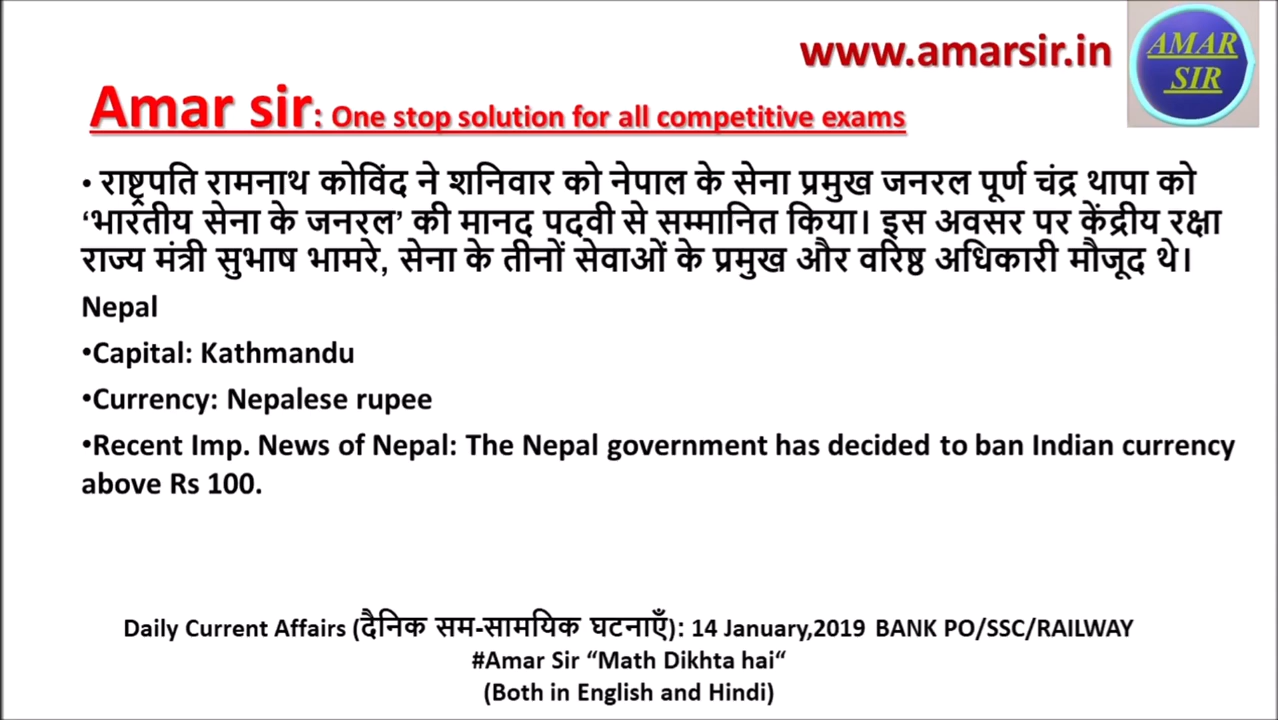 www.amarsir.in
AMAR
SIR
Amar sir: One stop solution for all competitive exams
• राष्ट्रपति रामनाथ कोविंद ने शनिवार को नेपाल के सेना प्रमुख जनरल पूर्ण चंद्र थापा को
‘भारतीय सेना के जनरल’ की मानद पदवी से सम्मानित किया। इस अवसर पर केंद्रीय रक्षा
राज्य मंत्री सुभाष भामरे, सेना के तीनों सेवाओं के प्रमुख और वरिष्ठ अधिकारी मौजूद थे।
Nepal
•Capital: Kathmandu
•Currency: Nepalese rupee
•Recent Imp. News of Nepal: The Nepal government has decided to ban Indian currency
above Rs 100.
Daily Current Affairs (दैनिक सम-सामयिक घटनाएँ): 14 January,2019 BANK PO/SSC/RAILWAY
#Amar Sir “Math Dikhta hai“
(Both in English and Hindi)